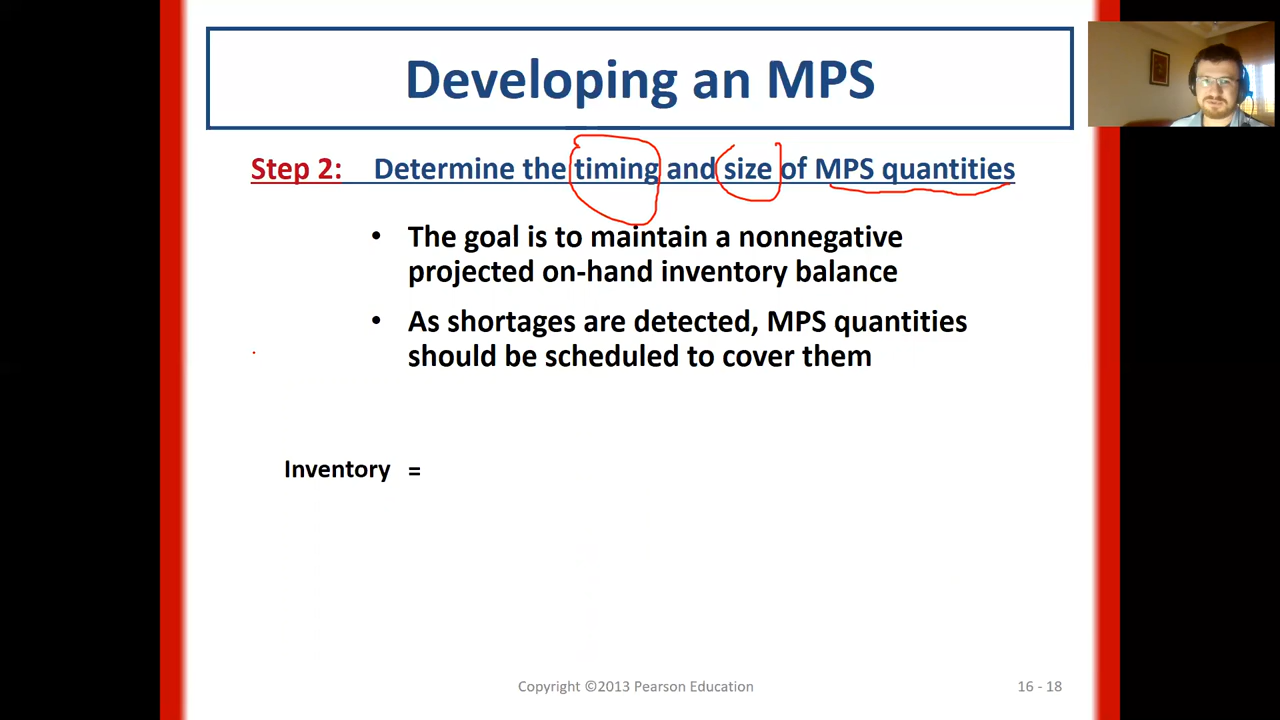 Developing an MPS
Step 2: Determine the timing and size of MPS quantities
• The goal is to maintain a nonnegative
projected on-hand inventory balance
• As shortages are detected, MPS quantities
should be scheduled to cover them
Inventory =
Copyright ©2013 Pearson Education
16 - 18